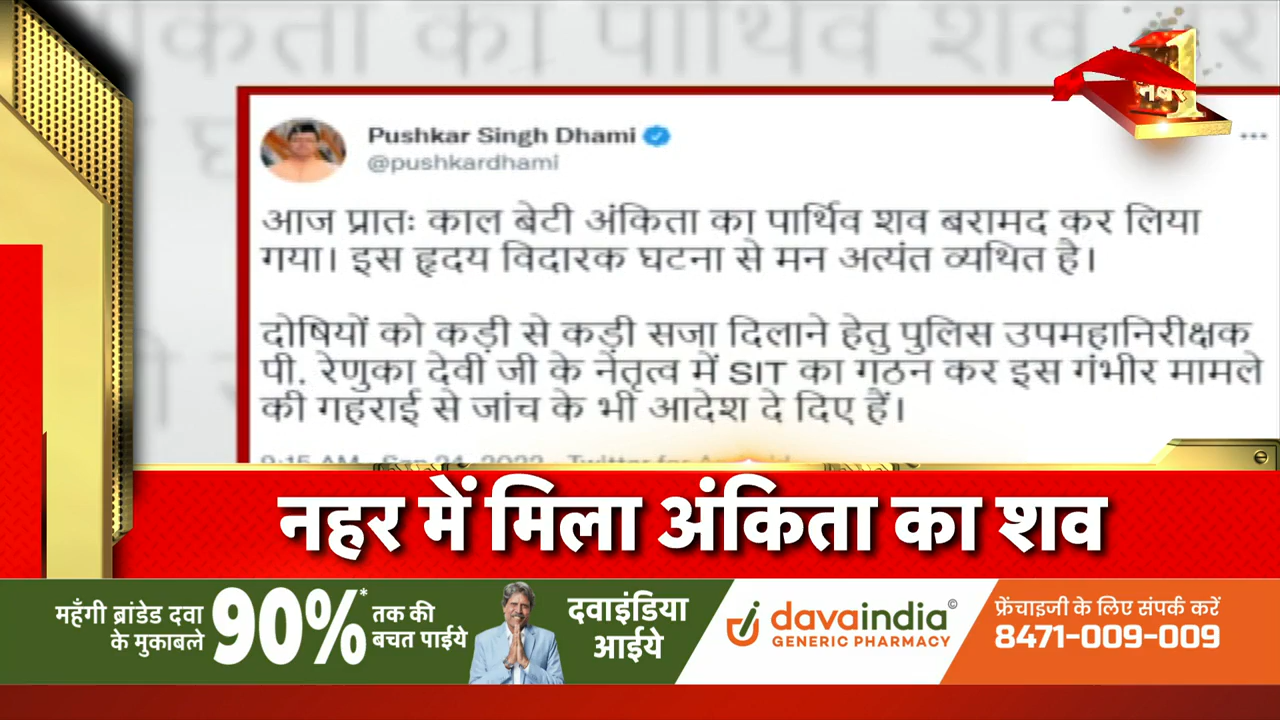 Pushkar Singh Dhami
@pushkardhami
आज प्रातः काल बेटी अंकिता का पार्थिव शव बरामद कर लिया
गया। इस हृदय विदारक घटना से मन अत्यंत व्यथित है।
दोषियों को कड़ी से कड़ी सजा दिलाने हेतु पुलिस उपमहानिरीक्षक
पी. रेणुका देवी जी के नेतृत्व में SIT का गठन कर इस गंभीर मामले
की गहराई से जांच के भी आदेश दे दिए हैं।
नहर में मिला अंकिता का शव
महँगी ब्रांडेड दवा
के मुकाबले
90%*
तक की
बचत पाईये
दवाइंडिया
आईये
davaindia©
GENERIC PHARMACY
फ्रेंचाइजी के लिए संपर्क करें
8471-009-009